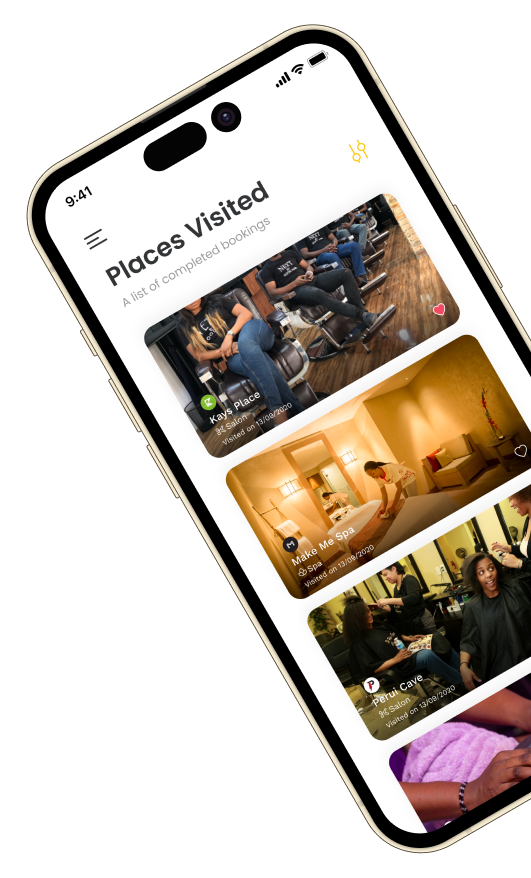 9:41
Places Visited
A list of completed bookings
Kays Place
Salon
Visited on 13/09/2020
Make Me Spa
Spa
Visited on 13/09/2020
Perui Cave
Salon
Visited on 13/09/2020